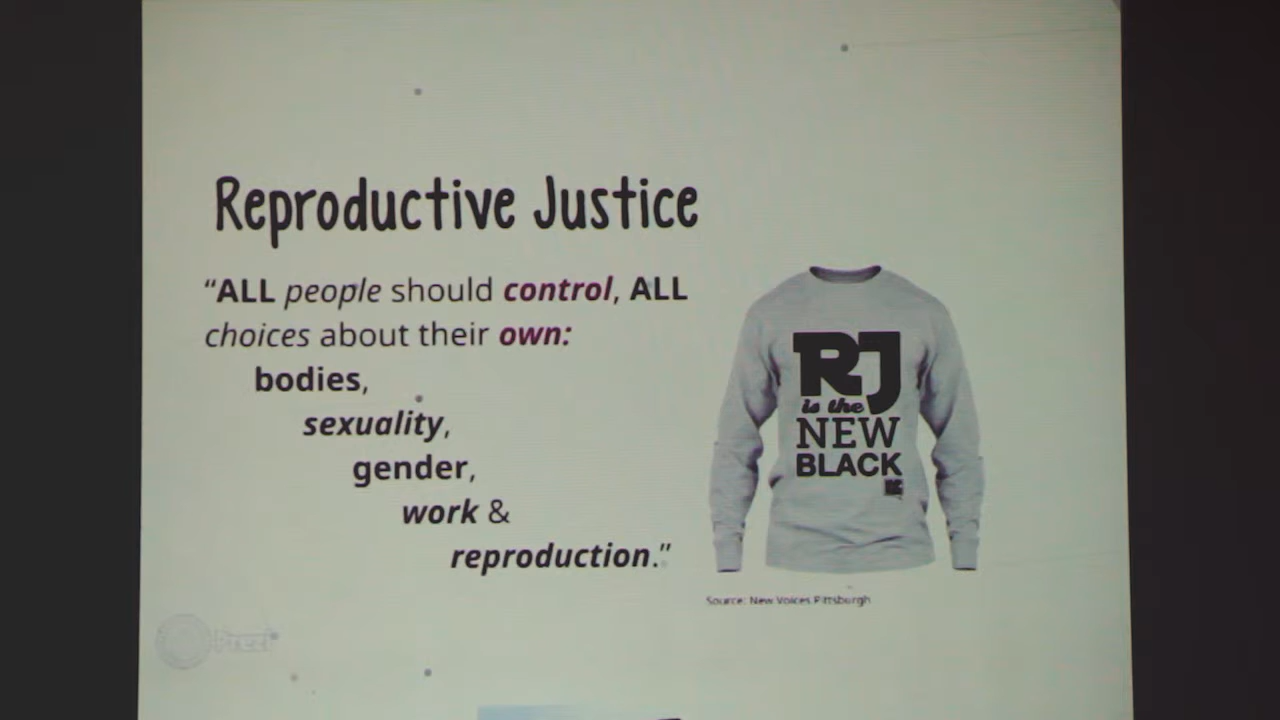 Reproductive Justice
“ALL people should control, ALL
choices about their own:
bodies,
sexuality,
gender,
work &
reproduction.”
RJ
is the
NEW
BLACK
Source: New Voices Pittsburgh
Prezi